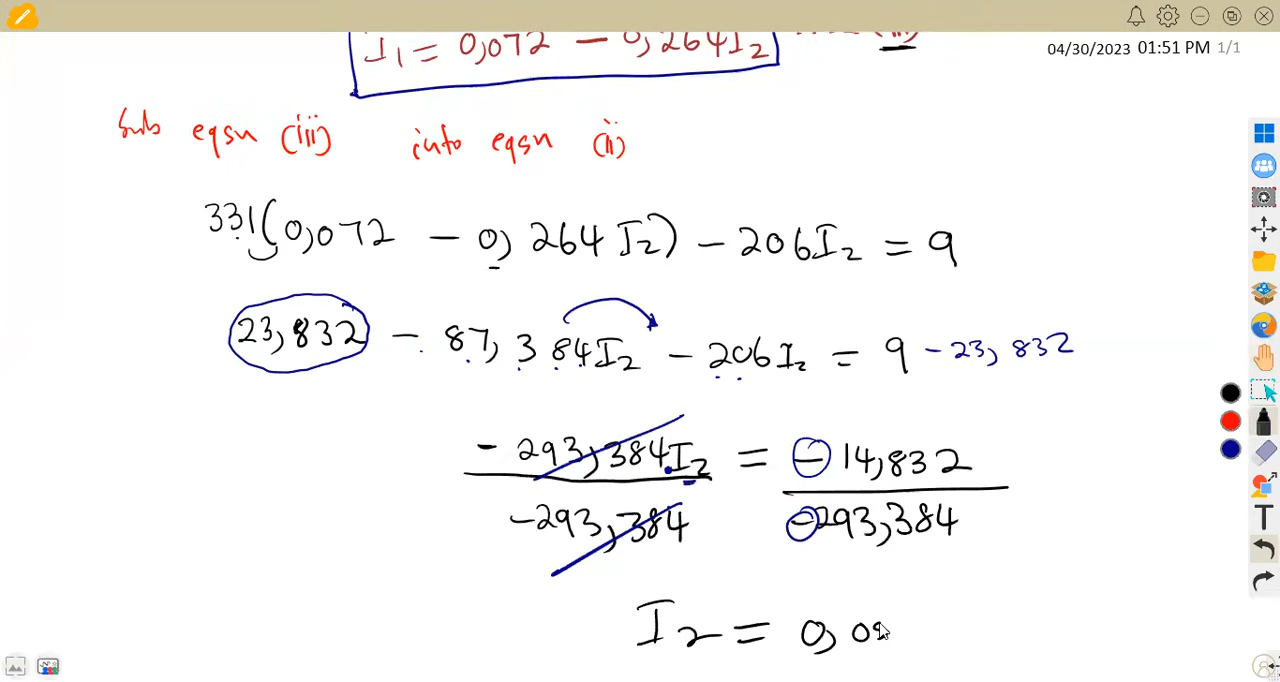 04/30/2023 01:51 PM 1/1
I₁ = 0,072 − 0,264I₂
Sub eqsn (iii) into eqsn (ii)
331(0,072 − 0,264I₂) − 206I₂ = 9
23,832 − 87,384I₂ − 206I₂ = 9 − 23,832
− 293,384I₂ = − 14,832
−293,384 −293,384
I₂ = 0,0